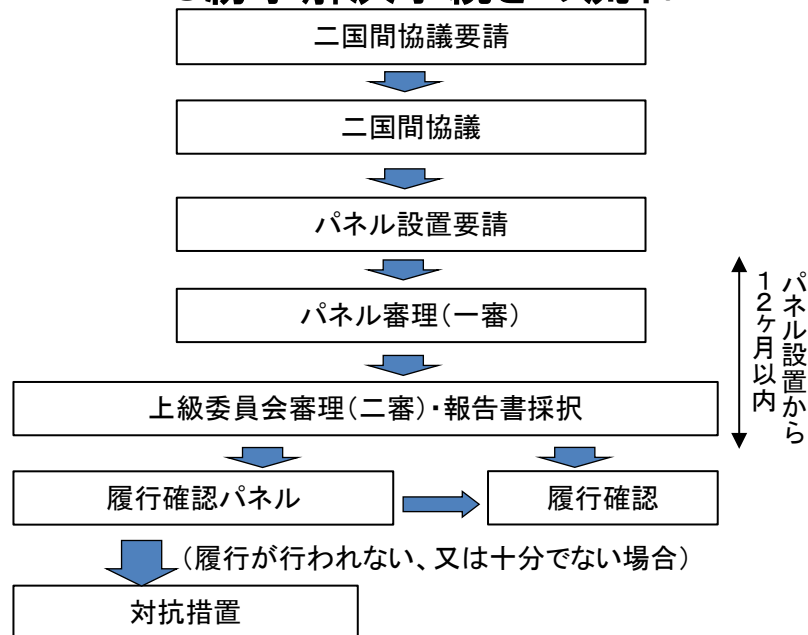 二国間協議要請
二国間協議
パネル設置要請
パネル審理(一審)
パネル設置から
12ヶ月以内
上級委員会審理(二審)・報告書採択
履行確認パネル
履行確認
(履行が行われない、又は十分でない場合)
対抗措置